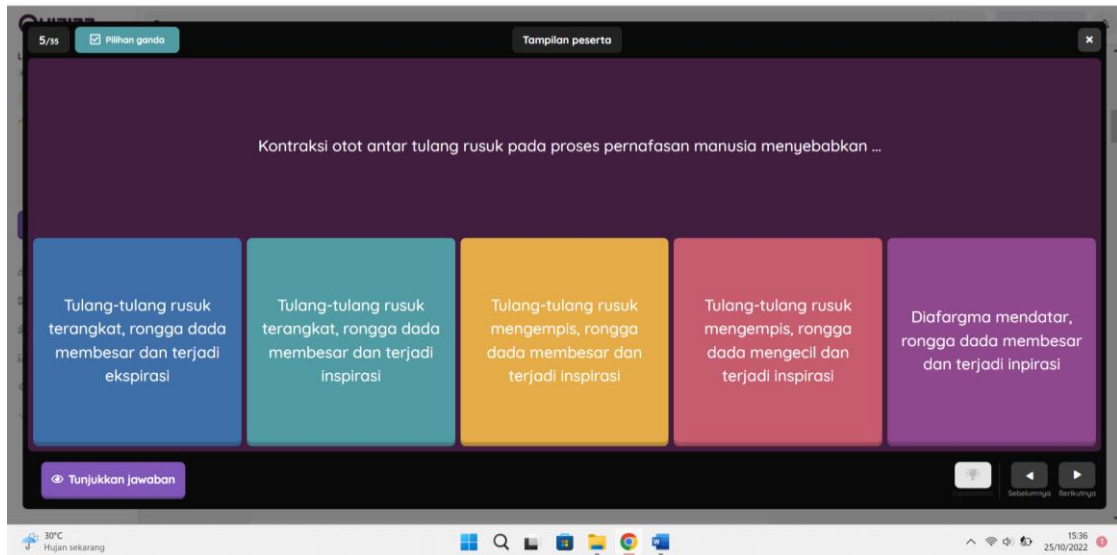 5/35
Pilihan ganda
Tampilan peserta
Kontraksi otot antar tulang rusuk pada proses pernafasan manusia menyebabkan ...
Tulang-tulang rusuk
terangkat, rongga dada
membesar dan terjadi
ekspirasi
Tulang-tulang rusuk
terangkat, rongga dada
membesar dan terjadi
inspirasi
Tulang-tulang rusuk
mengempis, rongga
dada membesar dan
terjadi inspirasi
Tulang-tulang rusuk
mengempis, rongga
dada mengecil dan
terjadi inspirasi
Diafargma mendatar,
rongga dada membesar
dan terjadi inpirasi
Tunjukkan jawaban
Sebelumnya
Berikutnya
30°C
Hujan sekarang
15:36
25/10/2022